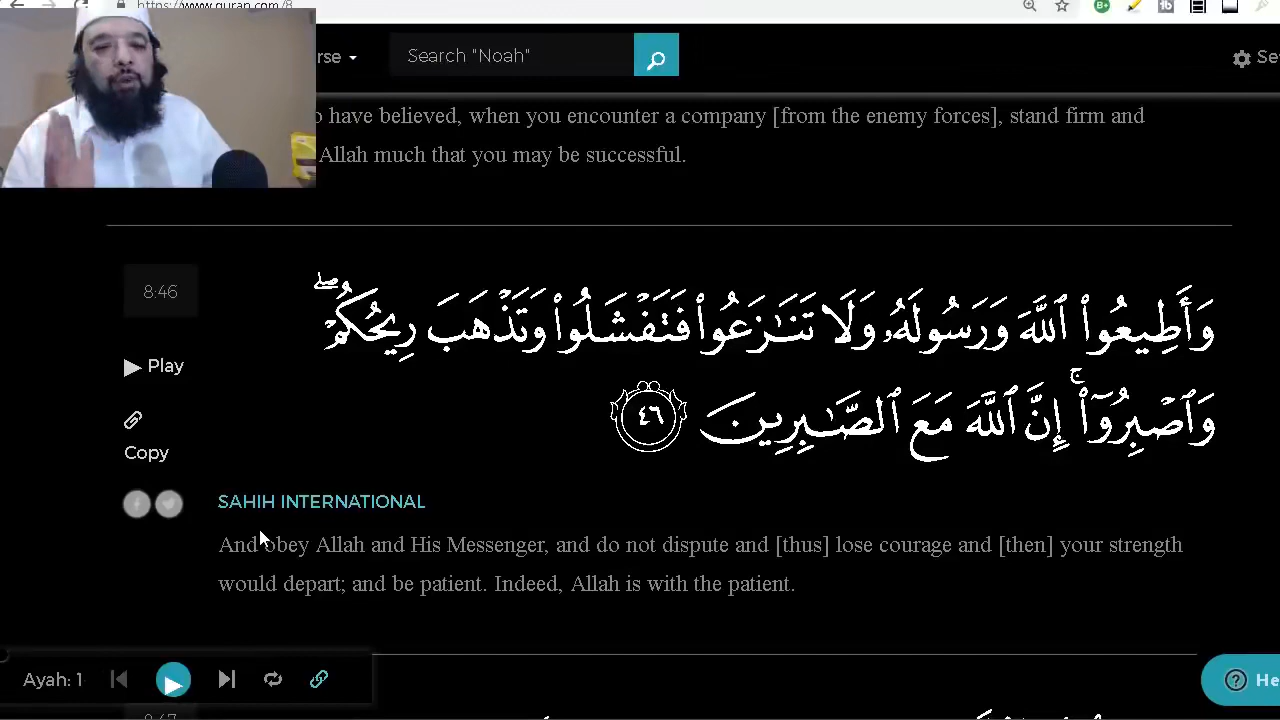 https://www.quran.com/8
Search "Noah"
have believed, when you encounter a company [from the enemy forces], stand firm and
Allah much that you may be successful.
8:46
وَأَطِيعُوا۟ ٱللَّهَ وَرَسُولَهُۥ وَلَا تَنَـٰزَعُوا۟ فَتَفْشَلُوا۟ وَتَذْهَبَ رِيحُكُمْ ۖ
وَٱصْبِرُوٓا۟ ۚ إِنَّ ٱللَّهَ مَعَ ٱلصَّـٰبِرِينَ ٤٦
Play
Copy
SAHIH INTERNATIONAL
And obey Allah and His Messenger, and do not dispute and [thus] lose courage and [then] your strength
would depart; and be patient. Indeed, Allah is with the patient.
Ayah: 1